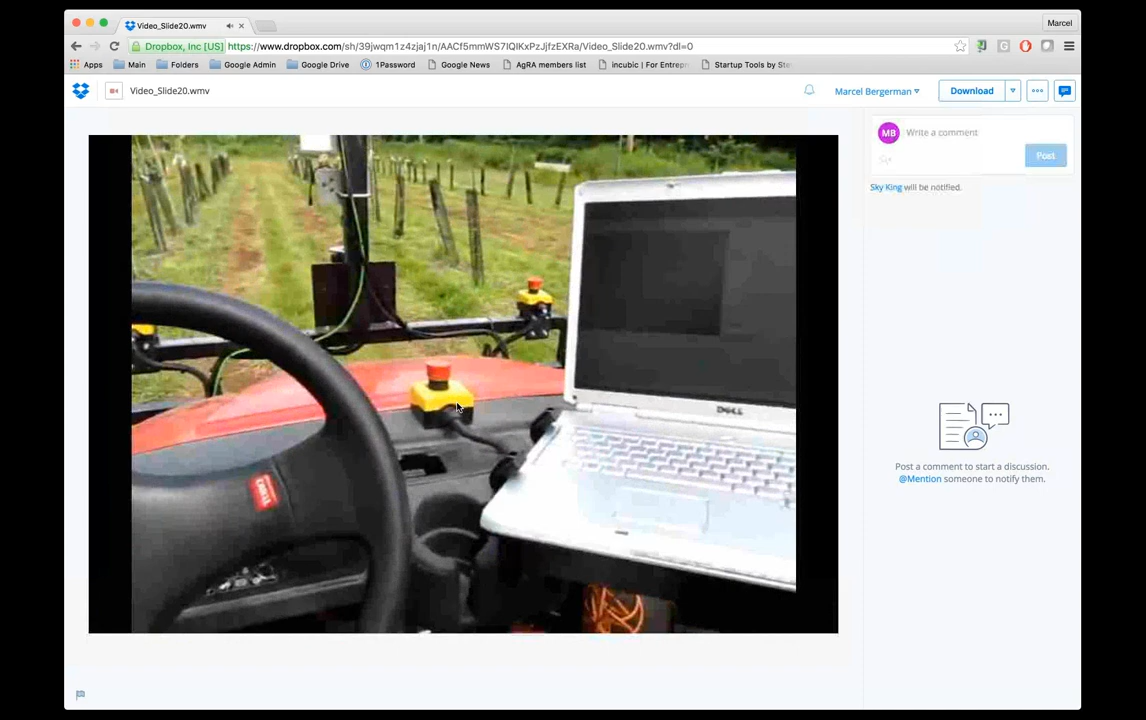 Video_Slide20.wmv
Marcel
Dropbox, Inc [US] https://www.dropbox.com/sh/39jwqm1z4zjaj1n/AACf5mmWS7IQIKxPzJjfzEXRa/Video_Slide20.wmv?dl=0
Apps Main Folders Google Admin Google Drive 1Password Google News AgRA members list incubic | For Entrepr Startup Tools by Ste
Video_Slide20.wmv
Marcel Bergerman
Download
MB
Write a comment
Post
Sky King will be notified.
DELL
TORO
Post a comment to start a discussion.
@Mention someone to notify them.